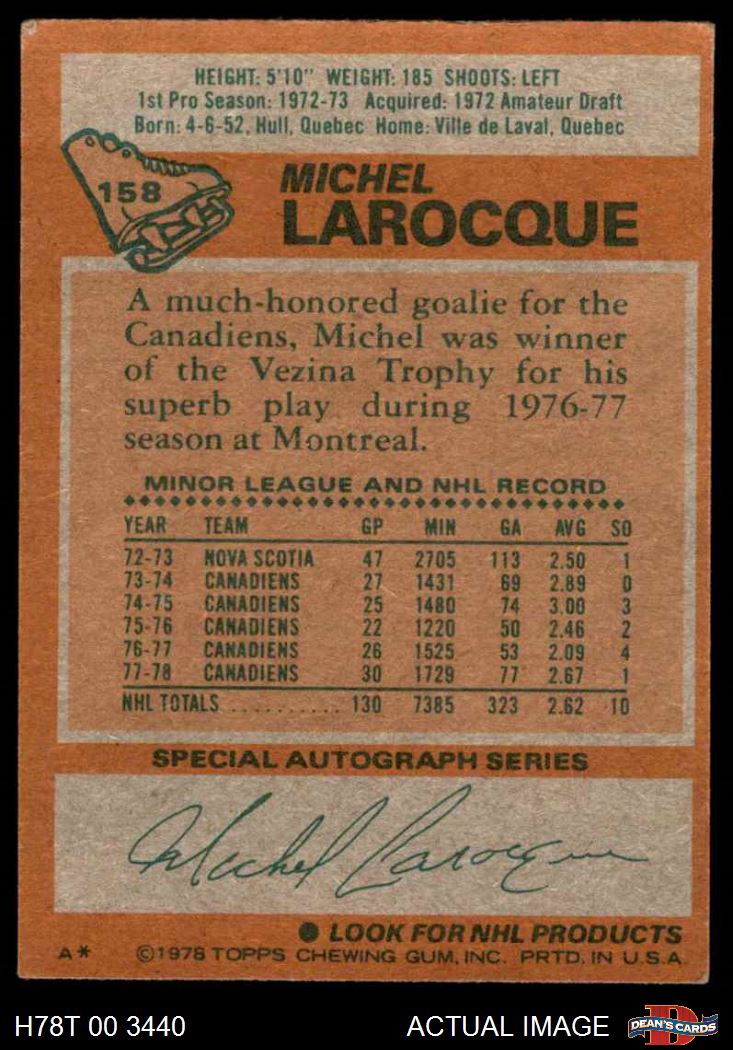 HEIGHT: 5'10" WEIGHT: 185 SHOOTS: LEFT
1st Pro Season: 1972-73 Acquired: 1972 Amateur Draft
Born: 4-6-52, Hull, Quebec Home: Ville de Laval, Quebec
158
MICHEL
LAROCQUE
A much-honored goalie for the
Canadiens, Michel was winner
of the Vezina Trophy for his
superb play during 1976-77
season at Montreal.
MINOR LEAGUE AND NHL RECORD
YEAR TEAM GP MIN GA AVG SO
72-73 NOVA SCOTIA 47 2705 113 2.50 1
73-74 CANADIENS 27 1431 69 2.89 0
74-75 CANADIENS 25 1480 74 3.00 3
75-76 CANADIENS 22 1220 50 2.46 2
76-77 CANADIENS 26 1525 53 2.09 4
77-78 CANADIENS 30 1729 77 2.67 1
NHL TOTALS .......... 130 7385 323 2.62 10
SPECIAL AUTOGRAPH SERIES
Michel Larocque
● LOOK FOR NHL PRODUCTS
A* ©1978 TOPPS CHEWING GUM, INC. PRTD. IN U.S.A.
H78T 00 3440 ACTUAL IMAGE DEAN'S CARDS